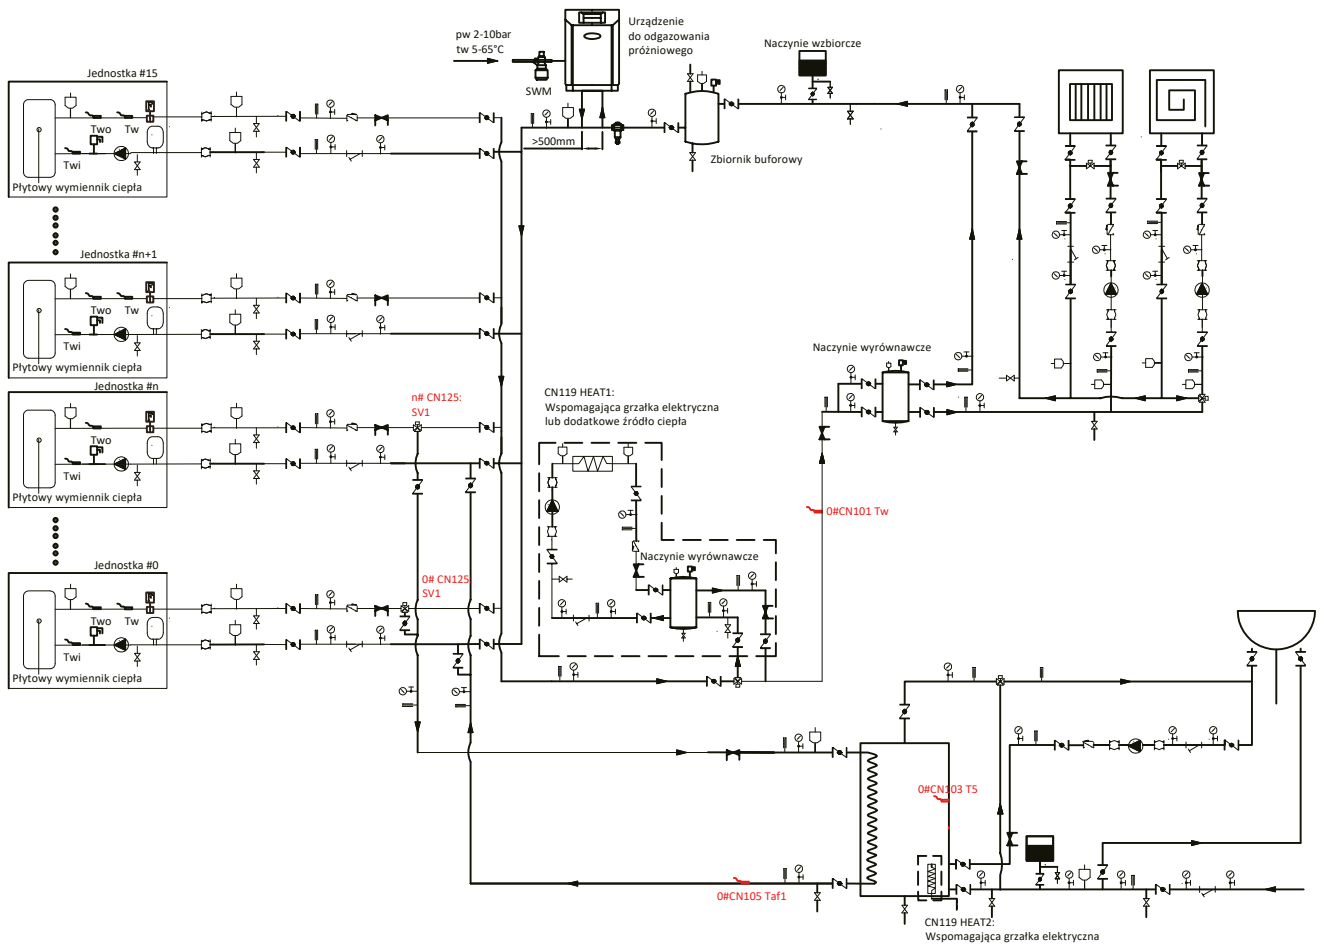 pw 2-10bar
tw 5-65°C
SWM
Urządzenie
do odgazowania
próżniowego
Naczynie wzbiorcze
>500mm
Zbiornik buforowy
Jednostka #15
Two
Tw
Twi
Płytowy wymiennik ciepła
Jednostka #n+1
Two
Tw
Twi
Płytowy wymiennik ciepła
Jednostka #n
Two
Tw
Twi
Płytowy wymiennik ciepła
n# CN125:
SV1
CN119 HEAT1:
Wspomagająca grzałka elektryczna
lub dodatkowe źródło ciepła
Naczynie wyrównawcze
0#CN101 Tw
Naczynie wyrównawcze
Jednostka #0
Two
Tw
Twi
Płytowy wymiennik ciepła
0# CN125
SV1
0#CN103 T5
0#CN105 Taf1
CN119 HEAT2:
Wspomagająca grzałka elektryczna